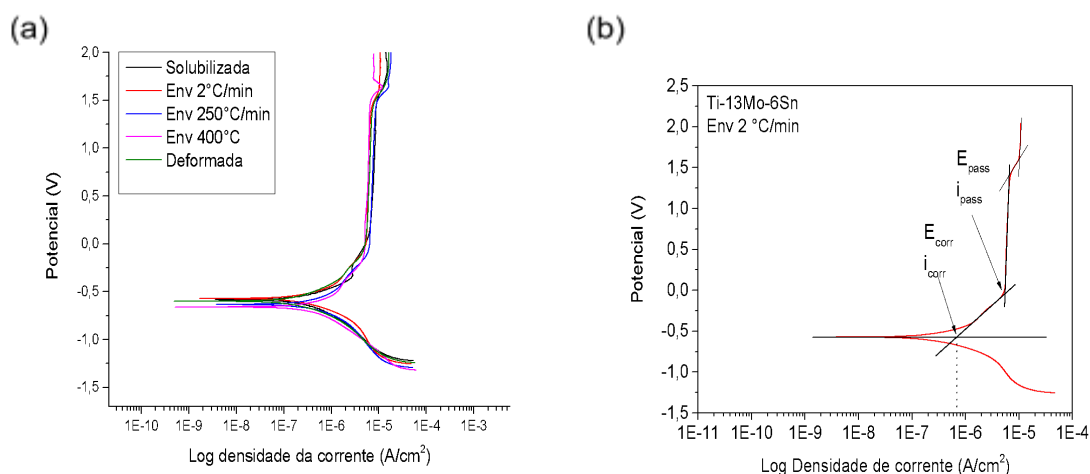 (a)
2,0
1,5
1,0
0,5
0,0
-0,5
-1,0
-1,5
Potencial (V)
Solubilizada
Env 2°C/min
Env 250°C/min
Env 400°C
Deformada
1E-10 1E-9 1E-8 1E-7 1E-6 1E-5 1E-4 1E-3
Log densidade da corrente (A/cm²)
(b)
2,5
2,0
1,5
1,0
0,5
0,0
-0,5
-1,0
-1,5
Potencial (V)
Ti-13Mo-6Sn
Env 2 °C/min
E pass
i pass
E corr
i corr
1E-11 1E-10 1E-9 1E-8 1E-7 1E-6 1E-5 1E-4
Log Densidade de corrente (A/cm²)